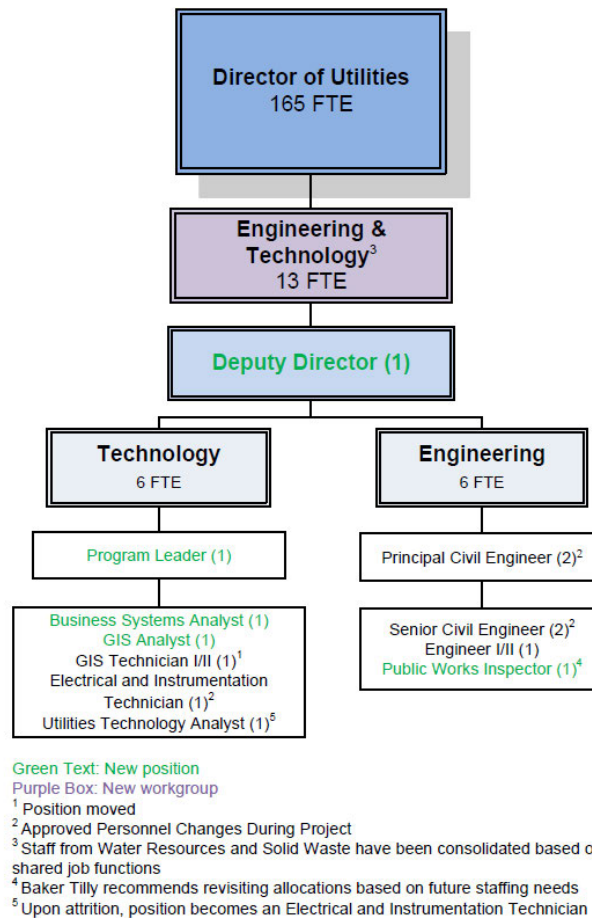 Director of Utilities
165 FTE
Engineering &
Technology³
13 FTE
Deputy Director (1)
Technology
6 FTE
Engineering
6 FTE
Program Leader (1)
Principal Civil Engineer (2)²
Business Systems Analyst (1)
GIS Analyst (1)
GIS Technician I/II (1)¹
Electrical and Instrumentation
Technician (1)²
Utilities Technology Analyst (1)⁵
Senior Civil Engineer (2)²
Engineer I/II (1)
Public Works Inspector (1)⁴
Green Text: New position
Purple Box: New workgroup
¹ Position moved
² Approved Personnel Changes During Project
³ Staff from Water Resources and Solid Waste have been consolidated based o
shared job functions
⁴ Baker Tilly recommends revisiting allocations based on future staffing needs
⁵ Upon attrition, position becomes an Electrical and Instrumentation Technician